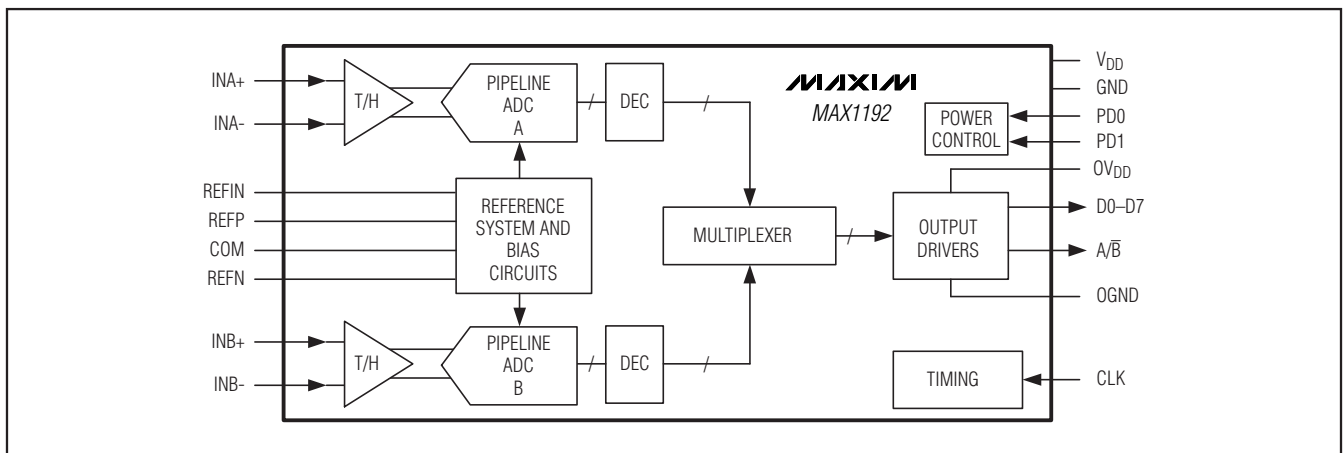 INA+
INA-
T/H
PIPELINE
ADC
A
DEC
MAXIM
MAX1192
POWER
CONTROL
VDD
GND
PD0
PD1
REFIN
REFP
COM
REFN
REFERENCE
SYSTEM AND
BIAS
CIRCUITS
MULTIPLEXER
OUTPUT
DRIVERS
OVDD
D0–D7
A/B̅
OGND
INB+
INB-
T/H
PIPELINE
ADC
B
DEC
TIMING
CLK